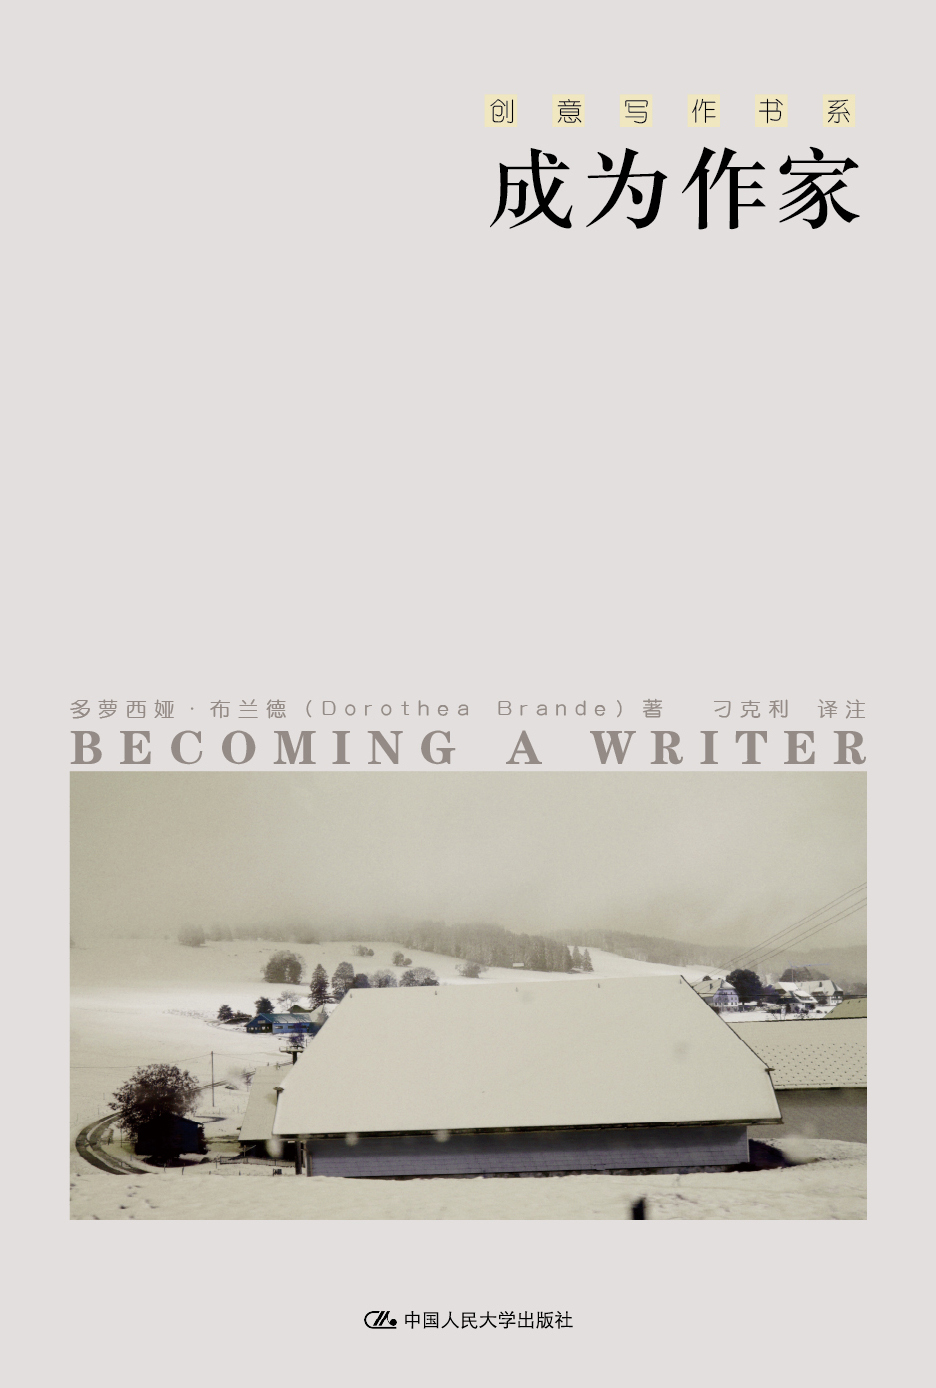 创意写作书系
成为作家
多萝西娅·布兰德（Dorothea Brande）著 刁克利 译注
BECOMING A WRITER
中国人民大学出版社